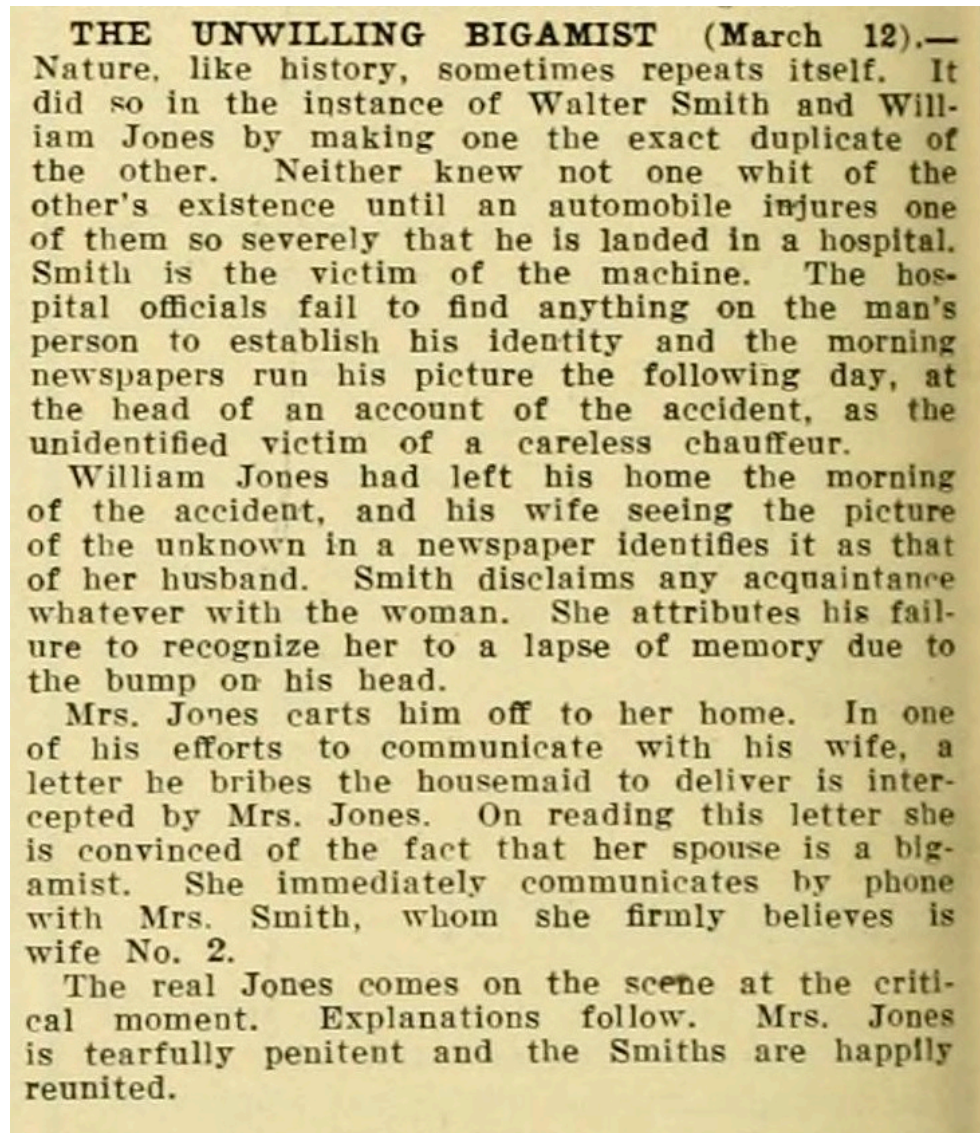 THE UNWILLING BIGAMIST (March 12).—
Nature, like history, sometimes repeats itself. It
did so in the instance of Walter Smith and Will-
iam Jones by making one the exact duplicate of
the other. Neither knew not one whit of the
other's existence until an automobile injures one
of them so severely that he is landed in a hospital.
Smith is the victim of the machine. The hos-
pital officials fail to find anything on the man's
person to establish his identity and the morning
newspapers run his picture the following day, at
the head of an account of the accident, as the
unidentified victim of a careless chauffeur.
William Jones had left his home the morning
of the accident, and his wife seeing the picture
of the unknown in a newspaper identifies it as that
of her husband. Smith disclaims any acquaintance
whatever with the woman. She attributes his fail-
ure to recognize her to a lapse of memory due to
the bump on his head.
Mrs. Jones carts him off to her home. In one
of his efforts to communicate with his wife, a
letter he bribes the housemaid to deliver is inter-
cepted by Mrs. Jones. On reading this letter she
is convinced of the fact that her spouse is a big-
amist. She immediately communicates by phone
with Mrs. Smith, whom she firmly believes is
wife No. 2.
The real Jones comes on the scene at the criti-
cal moment. Explanations follow. Mrs. Jones
is tearfully penitent and the Smiths are happily
reunited.